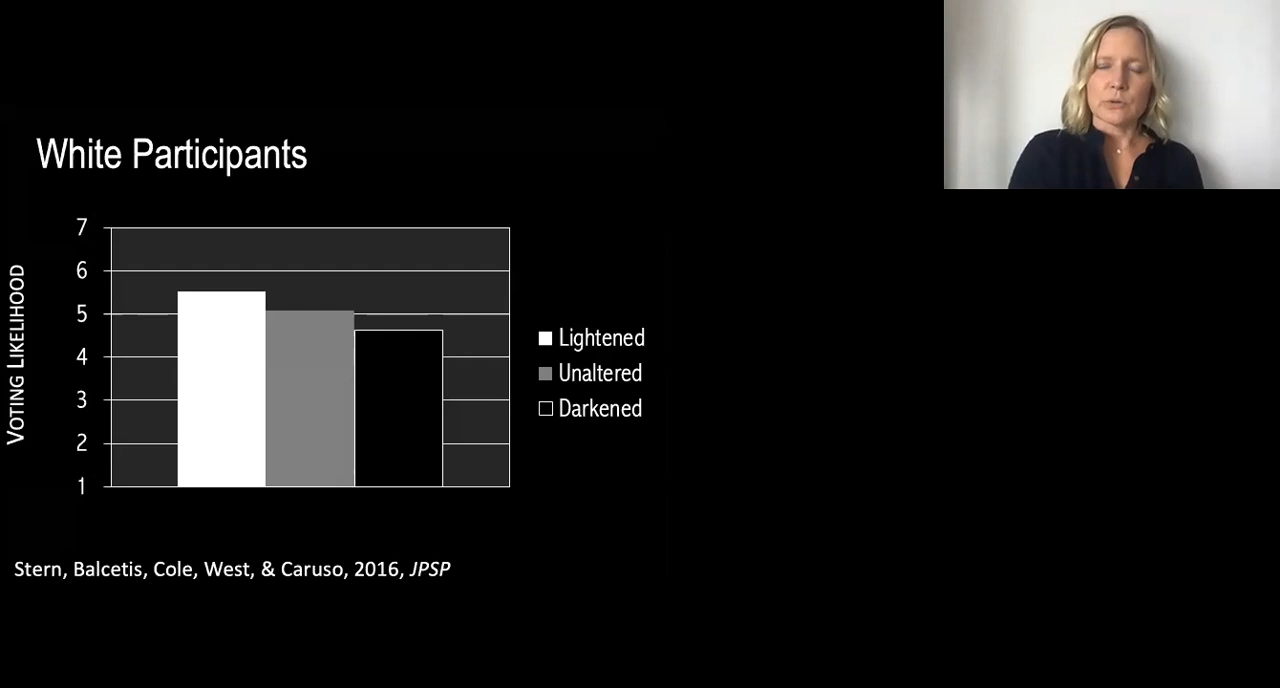 White Participants
VOTING LIKELIHOOD
7
6
5
4
3
2
1
Lightened
Unaltered
Darkened
Stern, Balcetis, Cole, West, & Caruso, 2016, JPSP